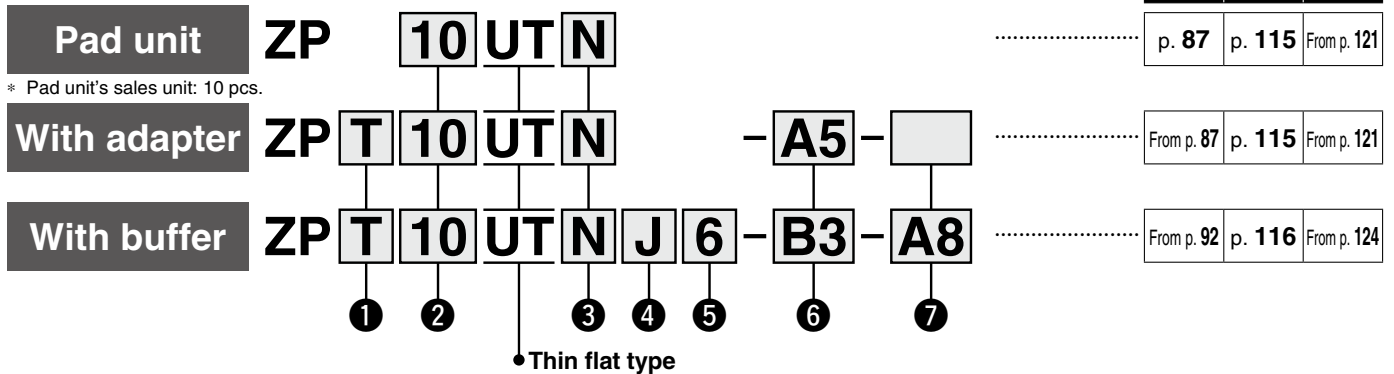 Pad unit ZP 10 UT N p. 87 p. 115 From p. 121
* Pad unit's sales unit: 10 pcs.
With adapter ZP T 10 UT N - A5 - From p. 87 p. 115 From p. 121
With buffer ZP T 10 UT N J 6 - B3 - A8 From p. 92 p. 116 From p. 124
❶ ❷ ❸ ❹ ❺ ❻ ❼
Thin flat type